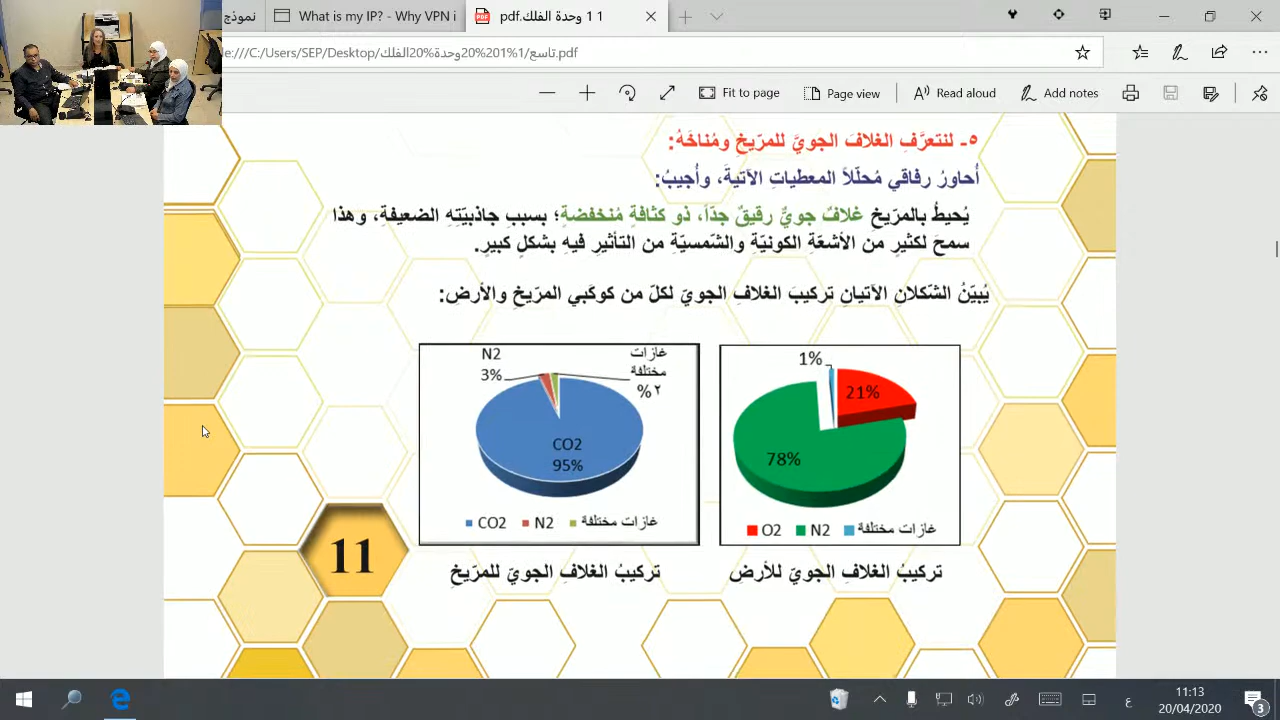 نموذج
What is my IP? - Why VPN i
1 1 وحدة الفلك.pdf
e:///C:/Users/SEP/Desktop/تاسع/1%201%20وحدة%20الفلك.pdf
Fit to page
Page view
Read aloud
Add notes
٥- لنتعرَّفِ الغلافَ الجويَّ للمرّيخِ ومُناخَهُ:
أُحاورُ رفاقي مُحلّلاً المعطياتِ الآتيةَ، وأُجيبُ:
يُحيطُ بالمرّيخِ غلافٌ جويٌّ رقيقٌ جدّاً، ذو كثافةٍ مُنخفضةٍ؛ بسببِ جاذبيّتِهِ الضعيفةِ، وهذا
سمحَ لكثيرٍ من الأشعّةِ الكونيّةِ والشّمسيّةِ من التأثيرِ فيهِ بشكلٍ كبيرٍ.
يُبيّنُ الشّكلانِ الآتيانِ تركيبَ الغلافِ الجويّ لكلّ من كوكَبي المرّيخِ والأرضِ:
1%
21%
78%
O2
N2
غازات مختلفة
تركيبُ الغلافِ الجويّ للأرضِ
N2
3%
غازات
مختلفة
٢ %
CO2
95%
CO2
N2
غازات مختلفة
تركيبُ الغلافِ الجويّ للمرّيخِ
11
ع
11:13
20/04/2020
3